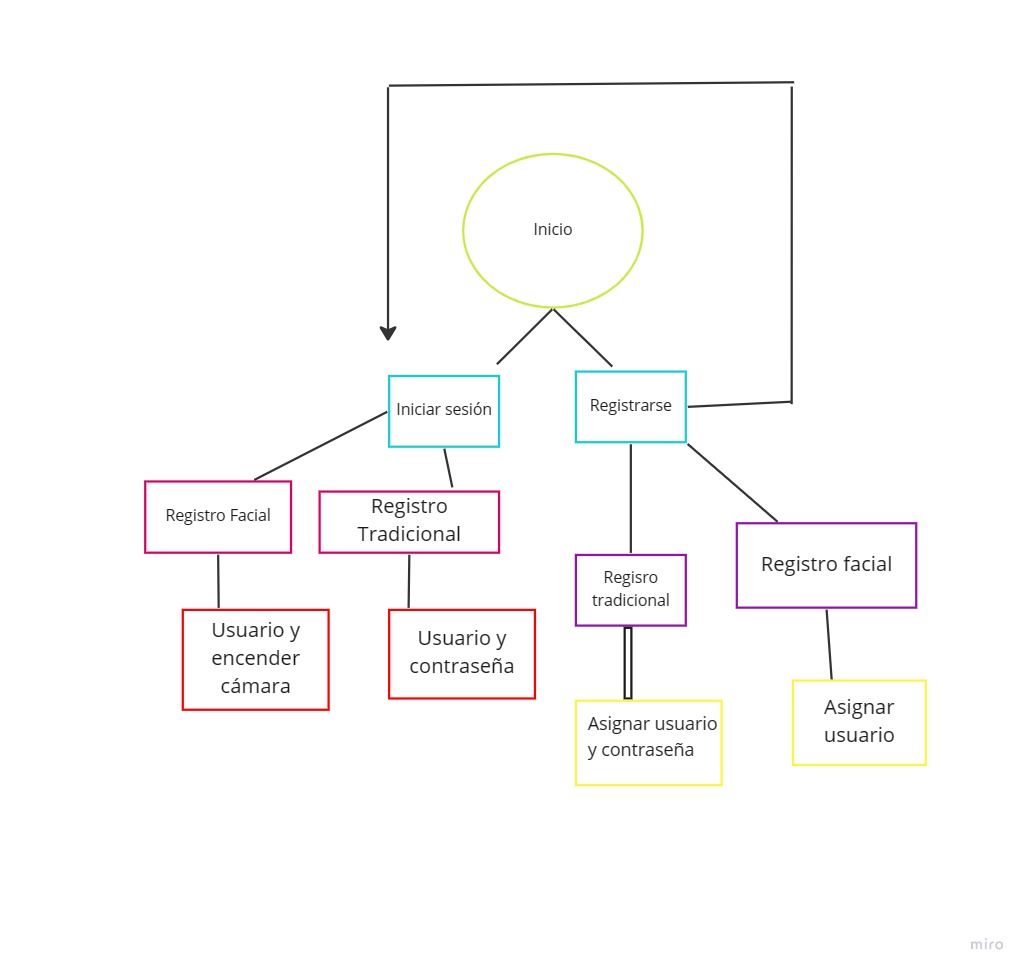 Inicio
Iniciar sesión
Registrarse
Registro Facial
Registro
Tradicional
Regisro
tradicional
Registro facial
Usuario y
encender
cámara
Usuario y
contraseña
Asignar usuario
y contraseña
Asignar
usuario
miro